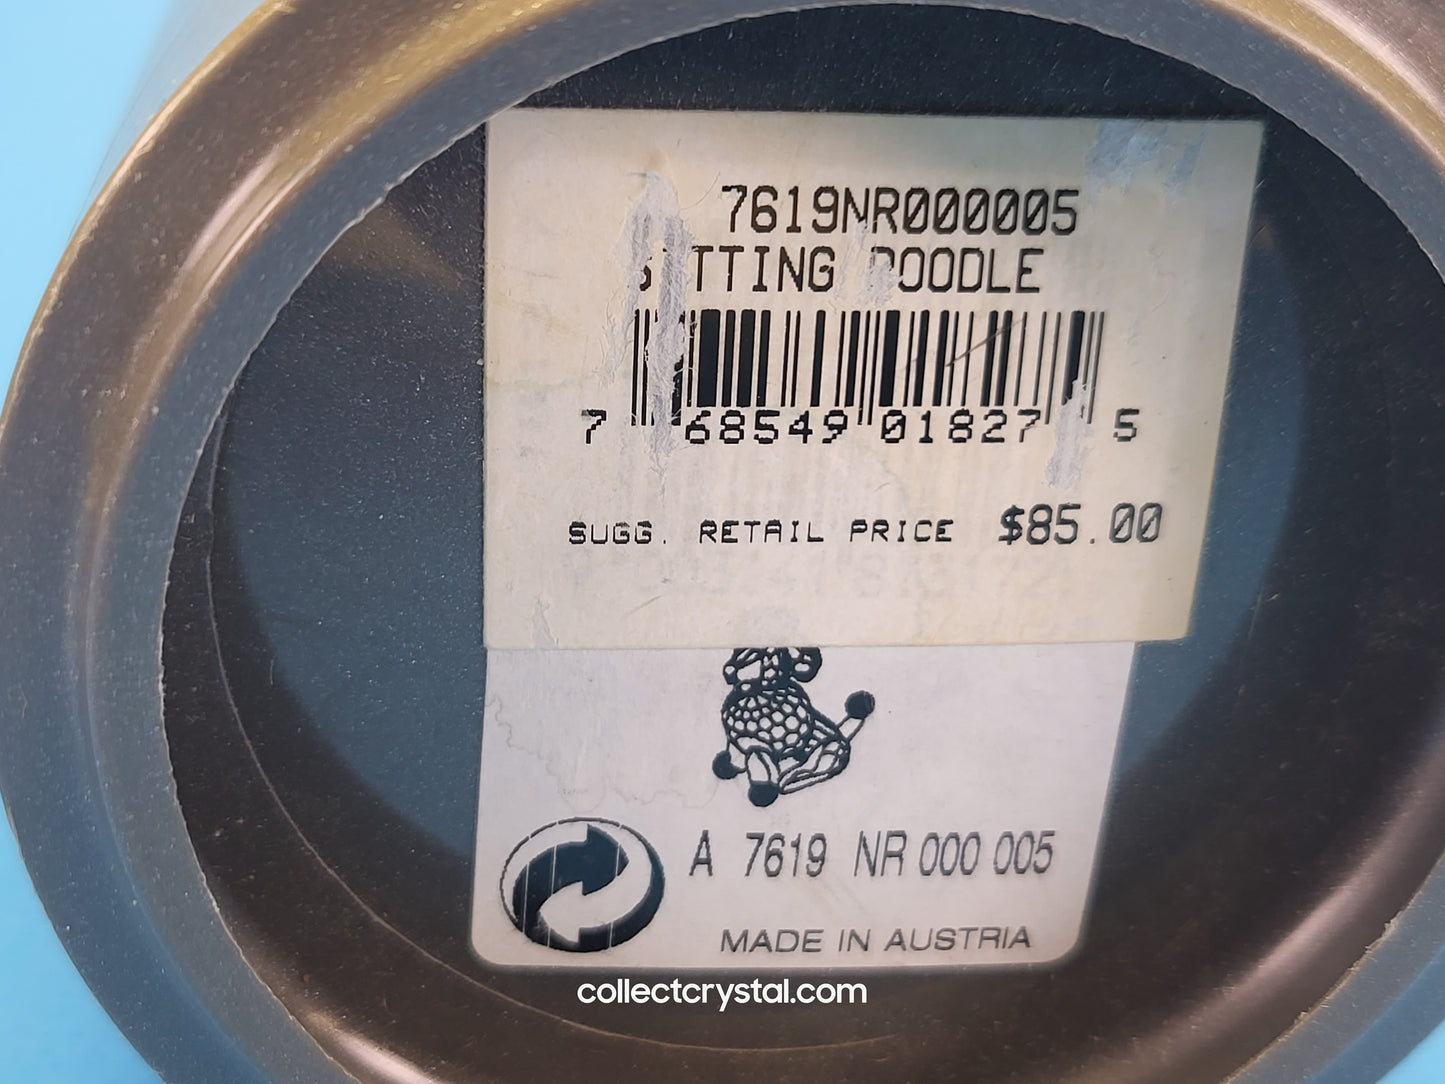 7619NR000005
SITTING POODLE
7 68549 01827 5
SUGG. RETAIL PRICE $85.00
A 7619 NR 000 005
MADE IN AUSTRIA
collectcrystal.com